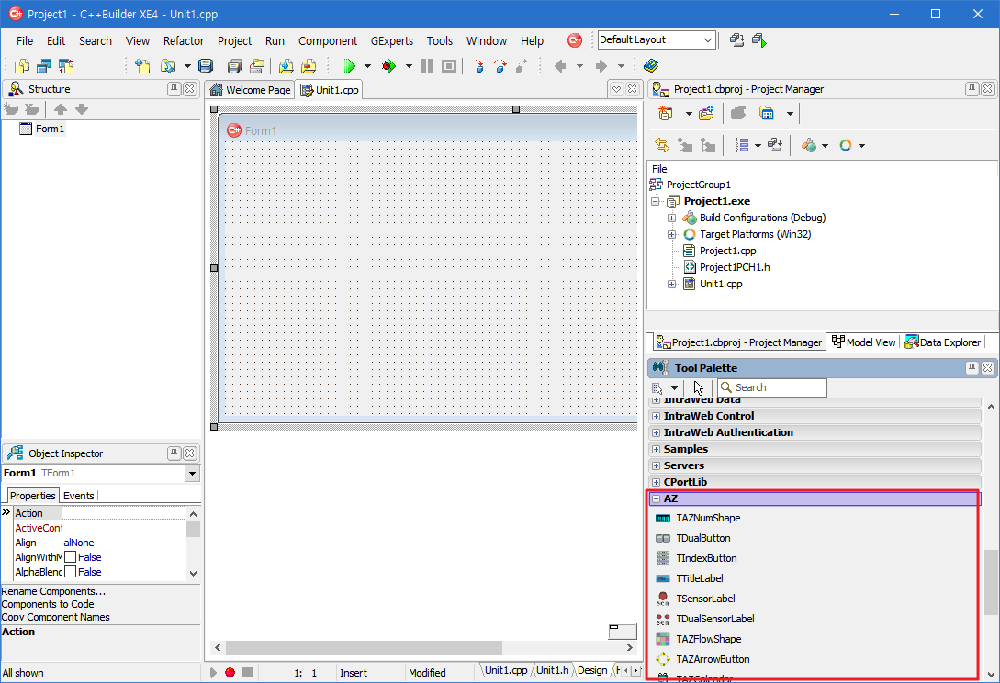 Project1 - C++Builder XE4 - Unit1.cpp
File Edit Search View Refactor Project Run Component GExperts Tools Window Help
Default Layout
Structure
Form1
Welcome Page
Unit1.cpp
Form1
Project1.cbproj - Project Manager
File
ProjectGroup1
Project1.exe
Build Configurations (Debug)
Target Platforms (Win32)
Project1.cpp
Project1PCH1.h
Unit1.cpp
Project1.cbproj - Project Manager
Model View
Data Explorer
Tool Palette
Search
IntraWeb Data
IntraWeb Control
IntraWeb Authentication
Samples
Servers
CPortLib
AZ
TAZNumShape
TDualButton
TIndexButton
TTitleLabel
TSensorLabel
TDualSensorLabel
TAZFlowShape
TAZArrowButton
Object Inspector
Form1 TForm1
Properties Events
Action
ActiveCont
Align alNone
AlignWithM False
AlphaBlend False
Rename Components...
Components to Code
Copy Component Names
Action
All shown
1: 1
Insert
Modified
Unit1.cpp
Unit1.h
Design